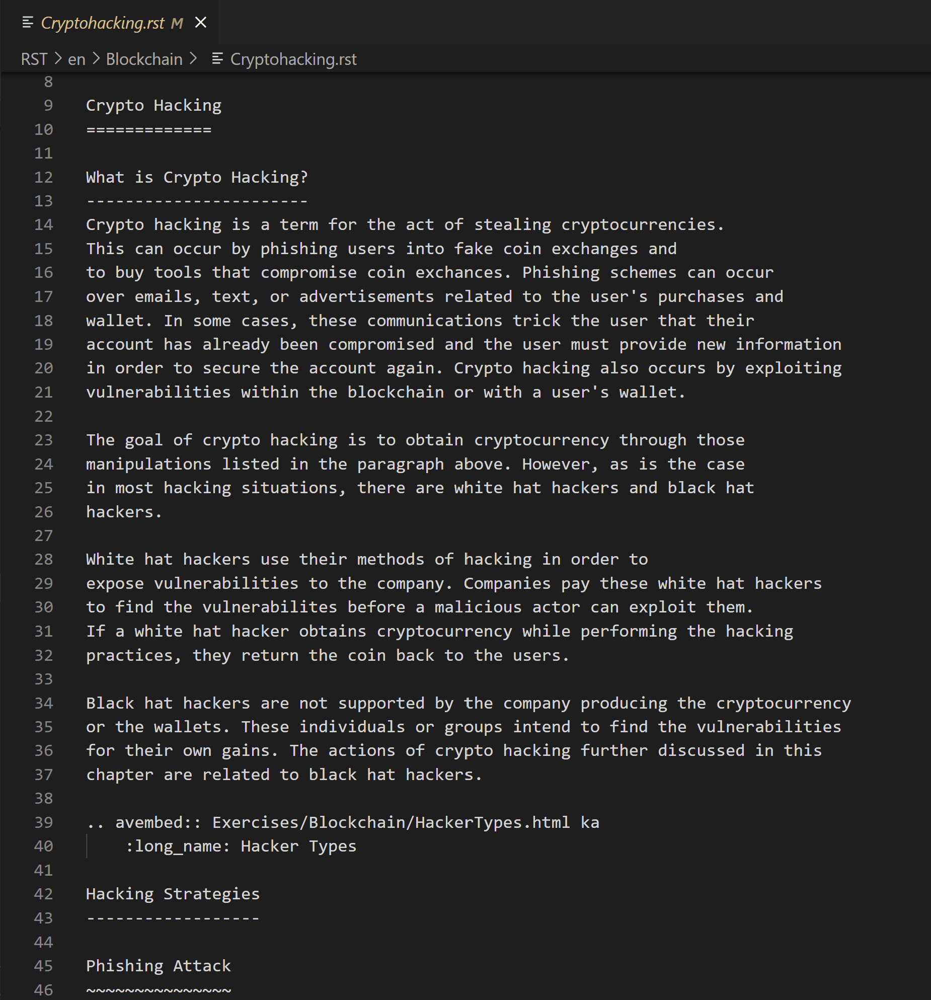 Cryptohacking.rst M
RST > en > Blockchain > Cryptohacking.rst
8
9 Crypto Hacking
10 =============
11
12 What is Crypto Hacking?
13 -----------------------
14 Crypto hacking is a term for the act of stealing cryptocurrencies.
15 This can occur by phishing users into fake coin exchanges and
16 to buy tools that compromise coin exchances. Phishing schemes can occur
17 over emails, text, or advertisements related to the user's purchases and
18 wallet. In some cases, these communications trick the user that their
19 account has already been compromised and the user must provide new information
20 in order to secure the account again. Crypto hacking also occurs by exploiting
21 vulnerabilities within the blockchain or with a user's wallet.
22
23 The goal of crypto hacking is to obtain cryptocurrency through those
24 manipulations listed in the paragraph above. However, as is the case
25 in most hacking situations, there are white hat hackers and black hat
26 hackers.
27
28 White hat hackers use their methods of hacking in order to
29 expose vulnerabilities to the company. Companies pay these white hat hackers
30 to find the vulnerabilites before a malicious actor can exploit them.
31 If a white hat hacker obtains cryptocurrency while performing the hacking
32 practices, they return the coin back to the users.
33
34 Black hat hackers are not supported by the company producing the cryptocurrency
35 or the wallets. These individuals or groups intend to find the vulnerabilities
36 for their own gains. The actions of crypto hacking further discussed in this
37 chapter are related to black hat hackers.
38
39 .. avembed:: Exercises/Blockchain/HackerTypes.html ka
40     :long_name: Hacker Types
41
42 Hacking Strategies
43 ------------------
44
45 Phishing Attack
46 ~~~~~~~~~~~~~~~